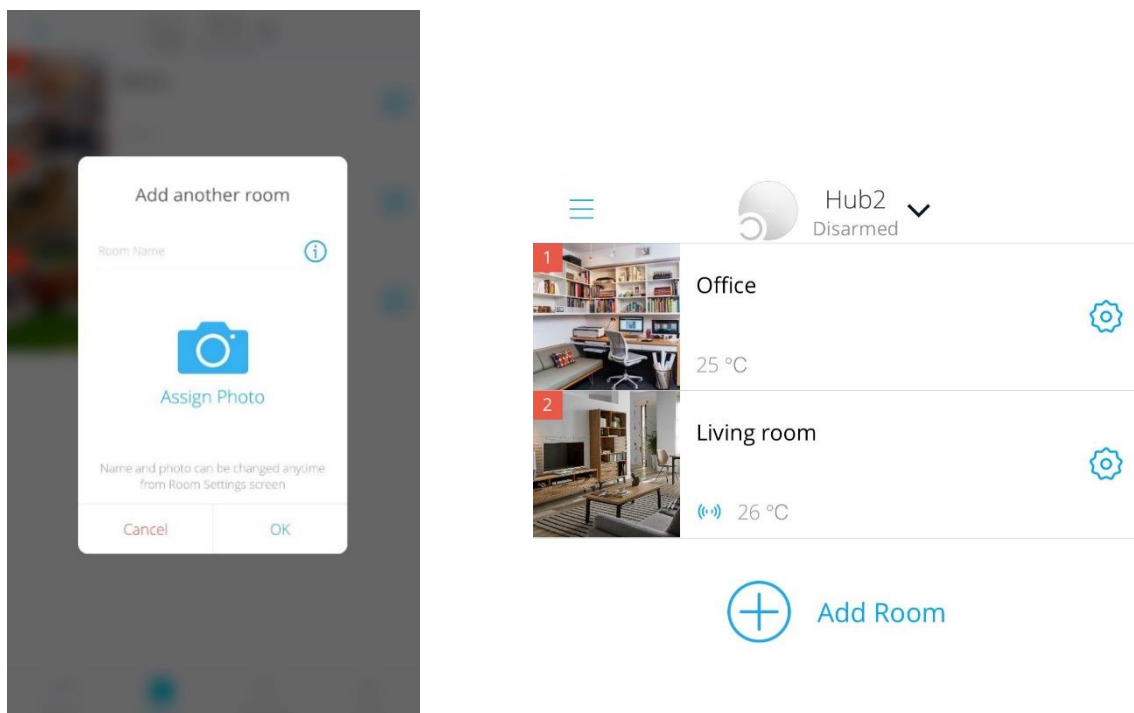 Add another room
Room Name
Assign Photo
Name and photo can be changed anytime
from Room Settings screen
Cancel
OK
Hub2
Disarmed
1
Office
25 °C
2
Living room
26 °C
Add Room